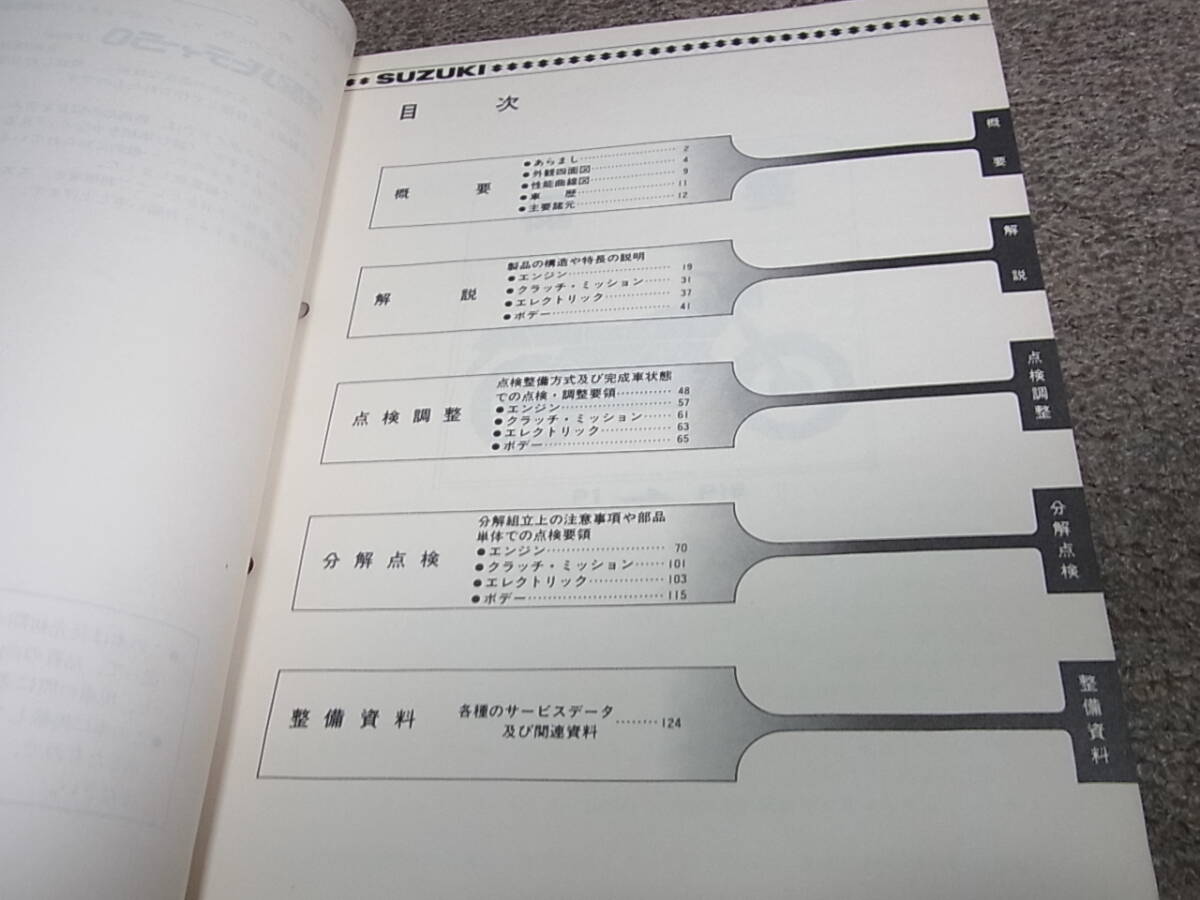 SUZUKI
目 次
概 要
●あらまし 2
●外観四面図 4
●性能曲線図 9
●車 歴 11
●主要諸元 12
概 要
解 説
製品の構造や特長の説明
●エンジン 19
●クラッチ・ミッション 31
●エレクトリック 37
●ボデー 41
解 説
点検調整
点検整備方式及び完成車状態
での点検・調整要領 48
●エンジン 57
●クラッチ・ミッション 61
●エレクトリック 63
●ボデー 65
点検調整
分解点検
分解組立上の注意事項や部品
単体での点検要領
●エンジン 70
●クラッチ・ミッション 101
●エレクトリック 103
●ボデー 115
分解点検
整備資料
各種のサービスデータ
及び関連資料 124
整備資料